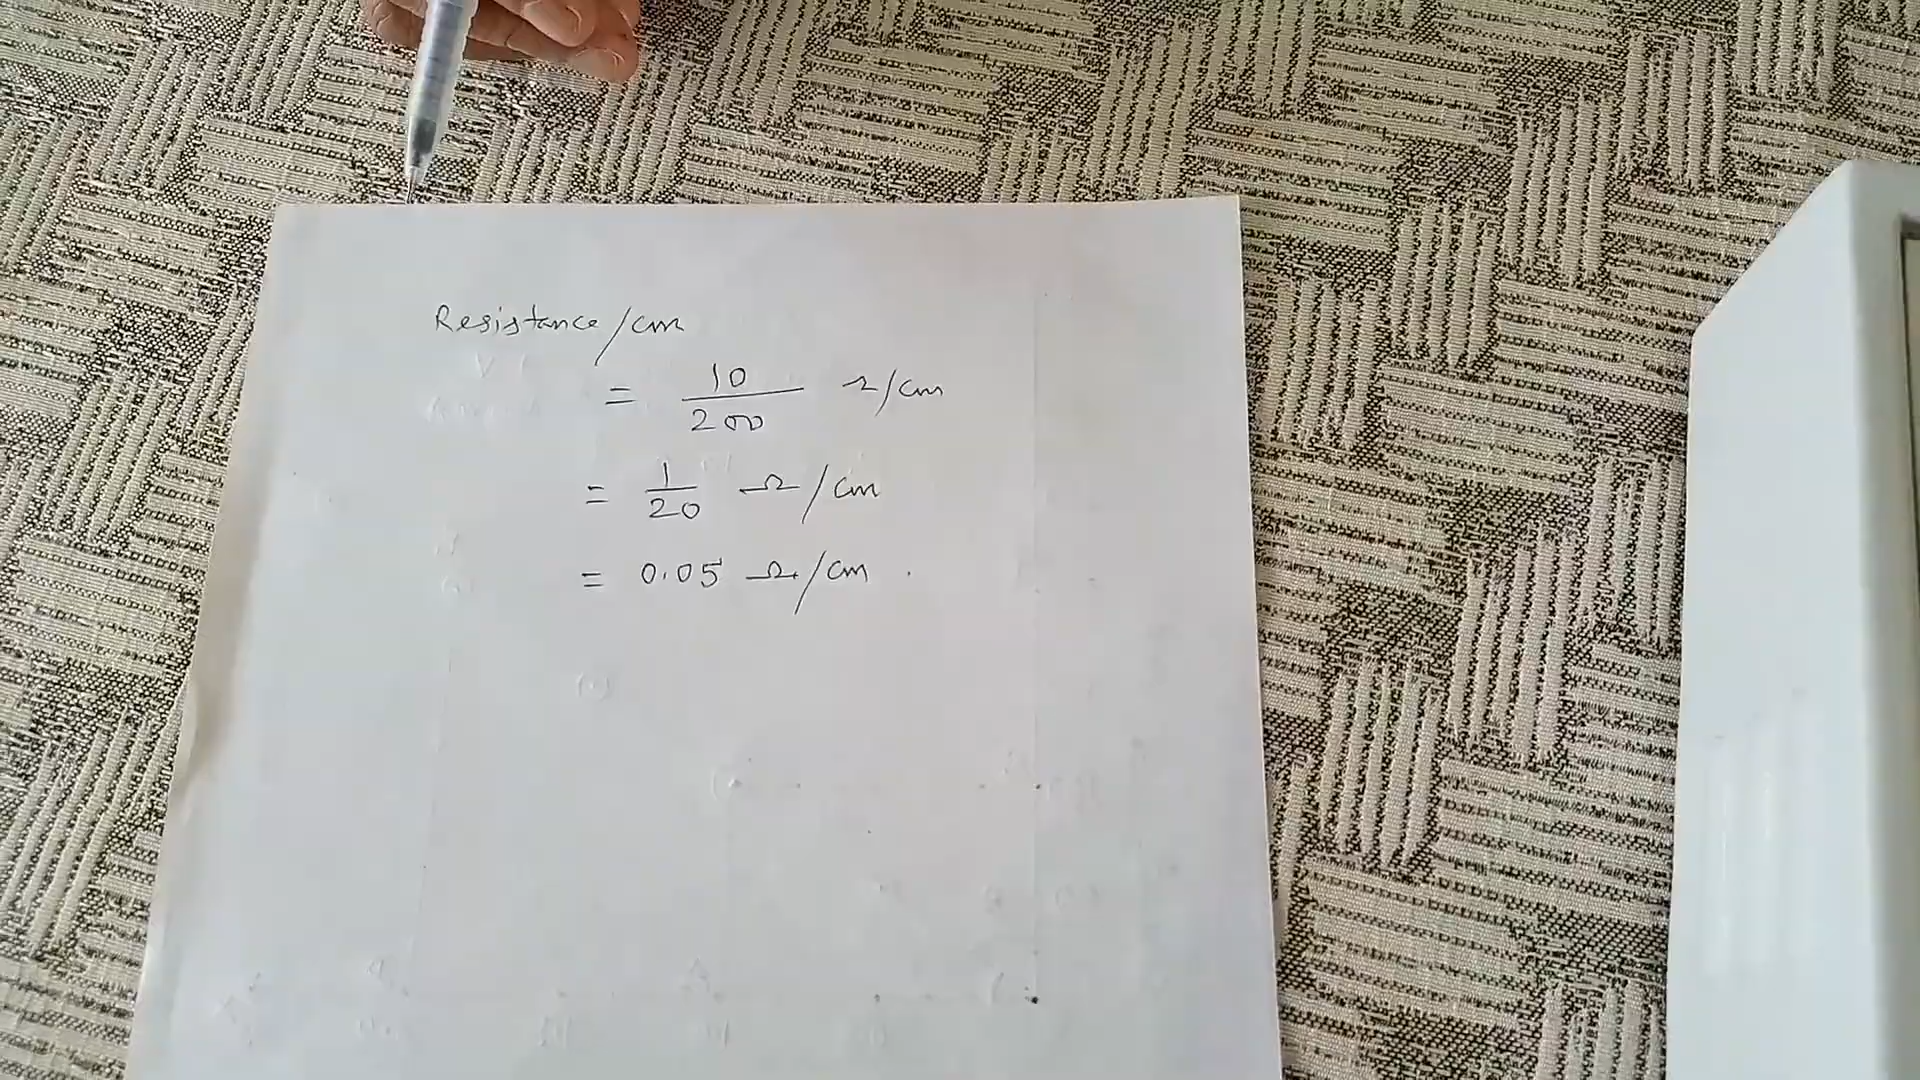 Resistance/cm
= 10/200 Ω/cm
= 1/20 Ω/cm
= 0.05 Ω/cm.